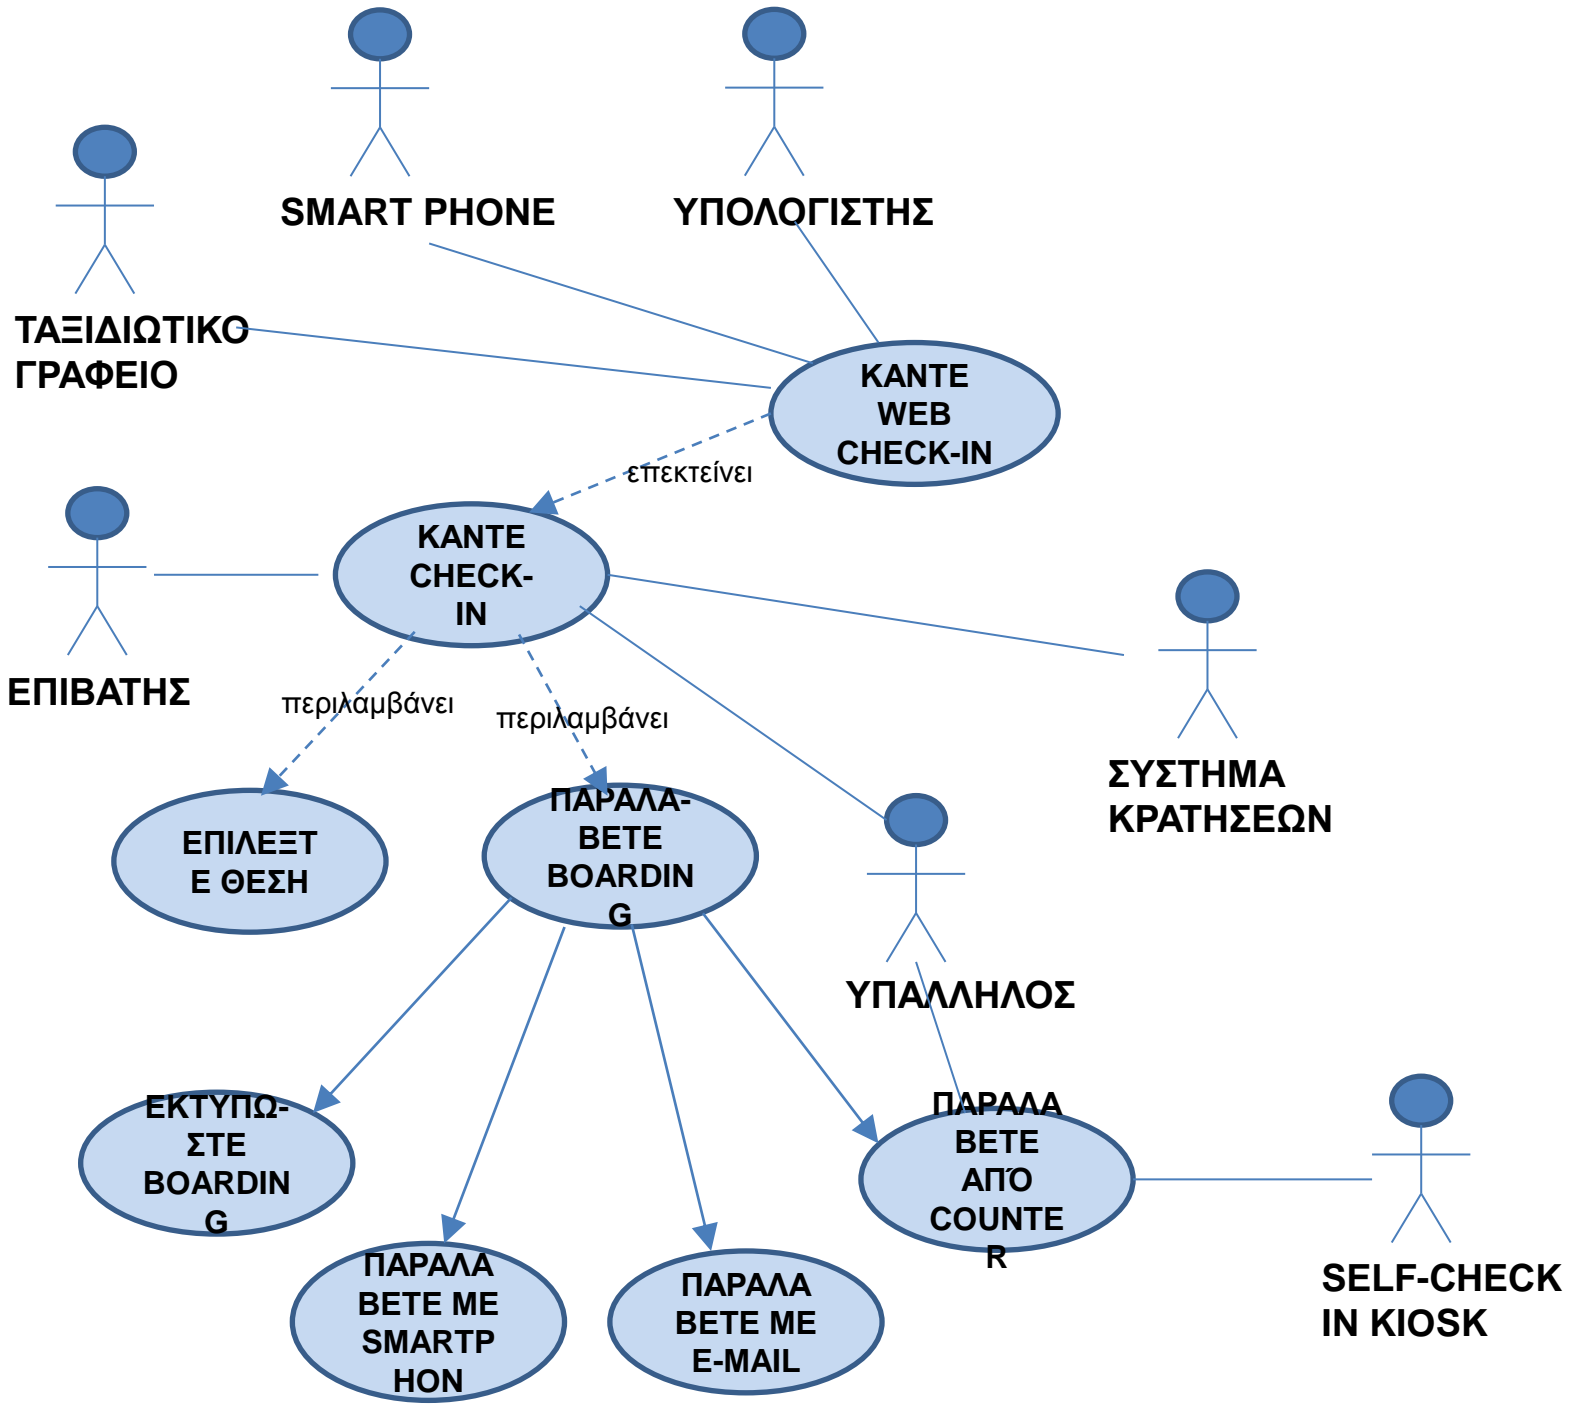 SMART PHONE
ΥΠΟΛΟΓΙΣΤΗΣ
ΤΑΞΙΔΙΩΤΙΚΟ
ΓΡΑΦΕΙΟ
ΚΑΝΤΕ
WEB
CHECK-IN
επεκτείνει
ΚΑΝΤΕ
CHECK-
IN
ΕΠΙΒΑΤΗΣ
περιλαμβάνει
περιλαμβάνει
ΣΥΣΤΗΜΑ
ΚΡΑΤΗΣΕΩΝ
ΕΠΙΛΕΞΤ
Ε ΘΕΣΗ
ΠΑΡΑΛΑ-
ΒΕΤΕ
BOARDIN
G
ΥΠΑΛΛΗΛΟΣ
ΕΚΤΥΠΩ-
ΣΤΕ
BOARDIN
G
ΠΑΡΑΛΑ
ΒΕΤΕ
ΑΠΌ
COUNTE
R
ΠΑΡΑΛΑ
ΒΕΤΕ ΜΕ
SMARTP
HON
ΠΑΡΑΛΑ
ΒΕΤΕ ΜΕ
E-MAIL
SELF-CHECK
IN KIOSK